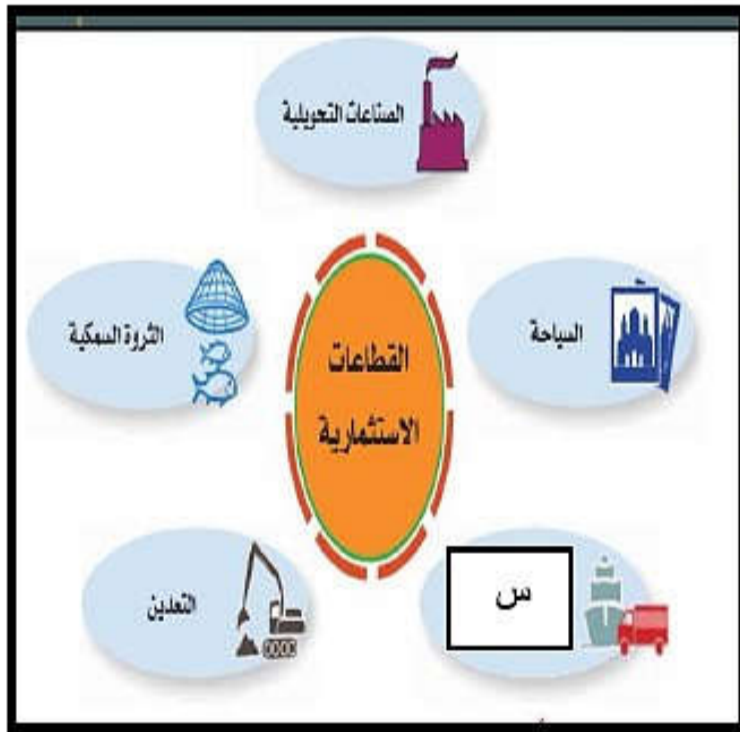 الصناعات التحويلية
السياحة
الثروة السمكية
القطاعات
الاستثمارية
س
التعدين